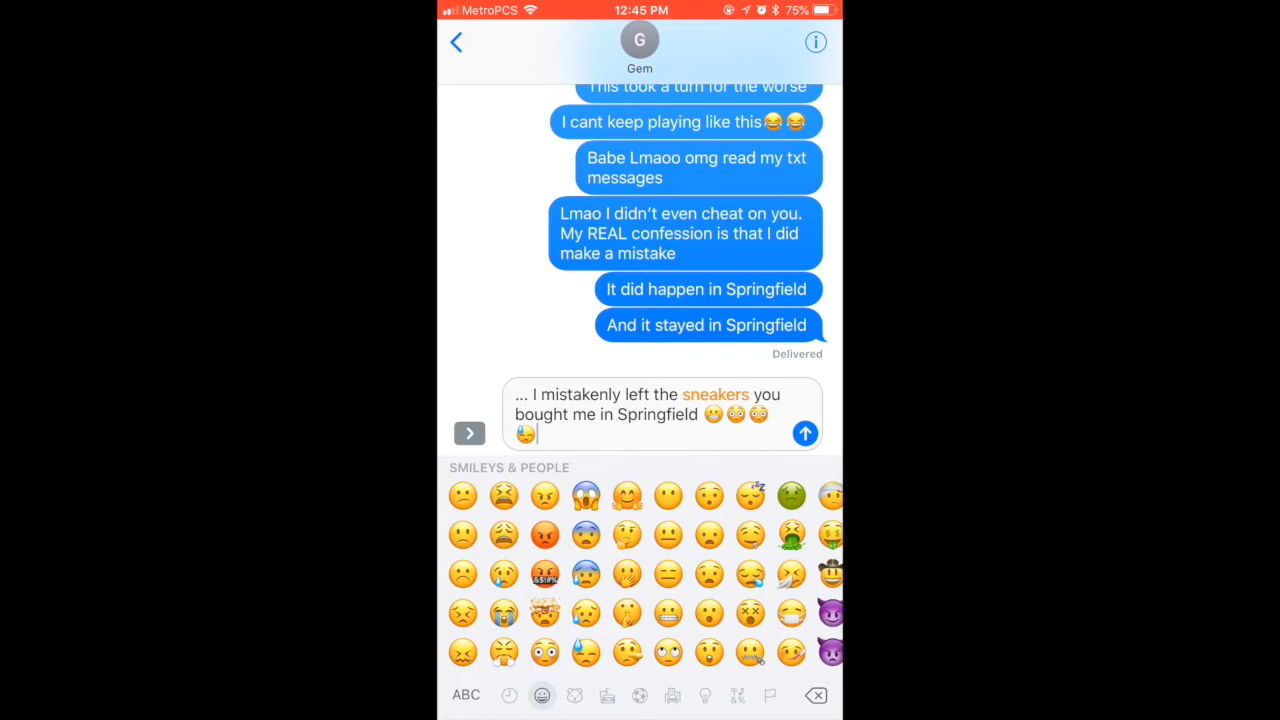 MetroPCS 12:45 PM 75%
G
Gem
This took a turn for the worse
I cant keep playing like this😂😂
Babe Lmaoo omg read my txt
messages
Lmao I didn't even cheat on you.
My REAL confession is that I did
make a mistake
It did happen in Springfield
And it stayed in Springfield
Delivered
... I mistakenly left the sneakers you
bought me in Springfield 😬😳😳
😓
SMILEYS & PEOPLE
ABC